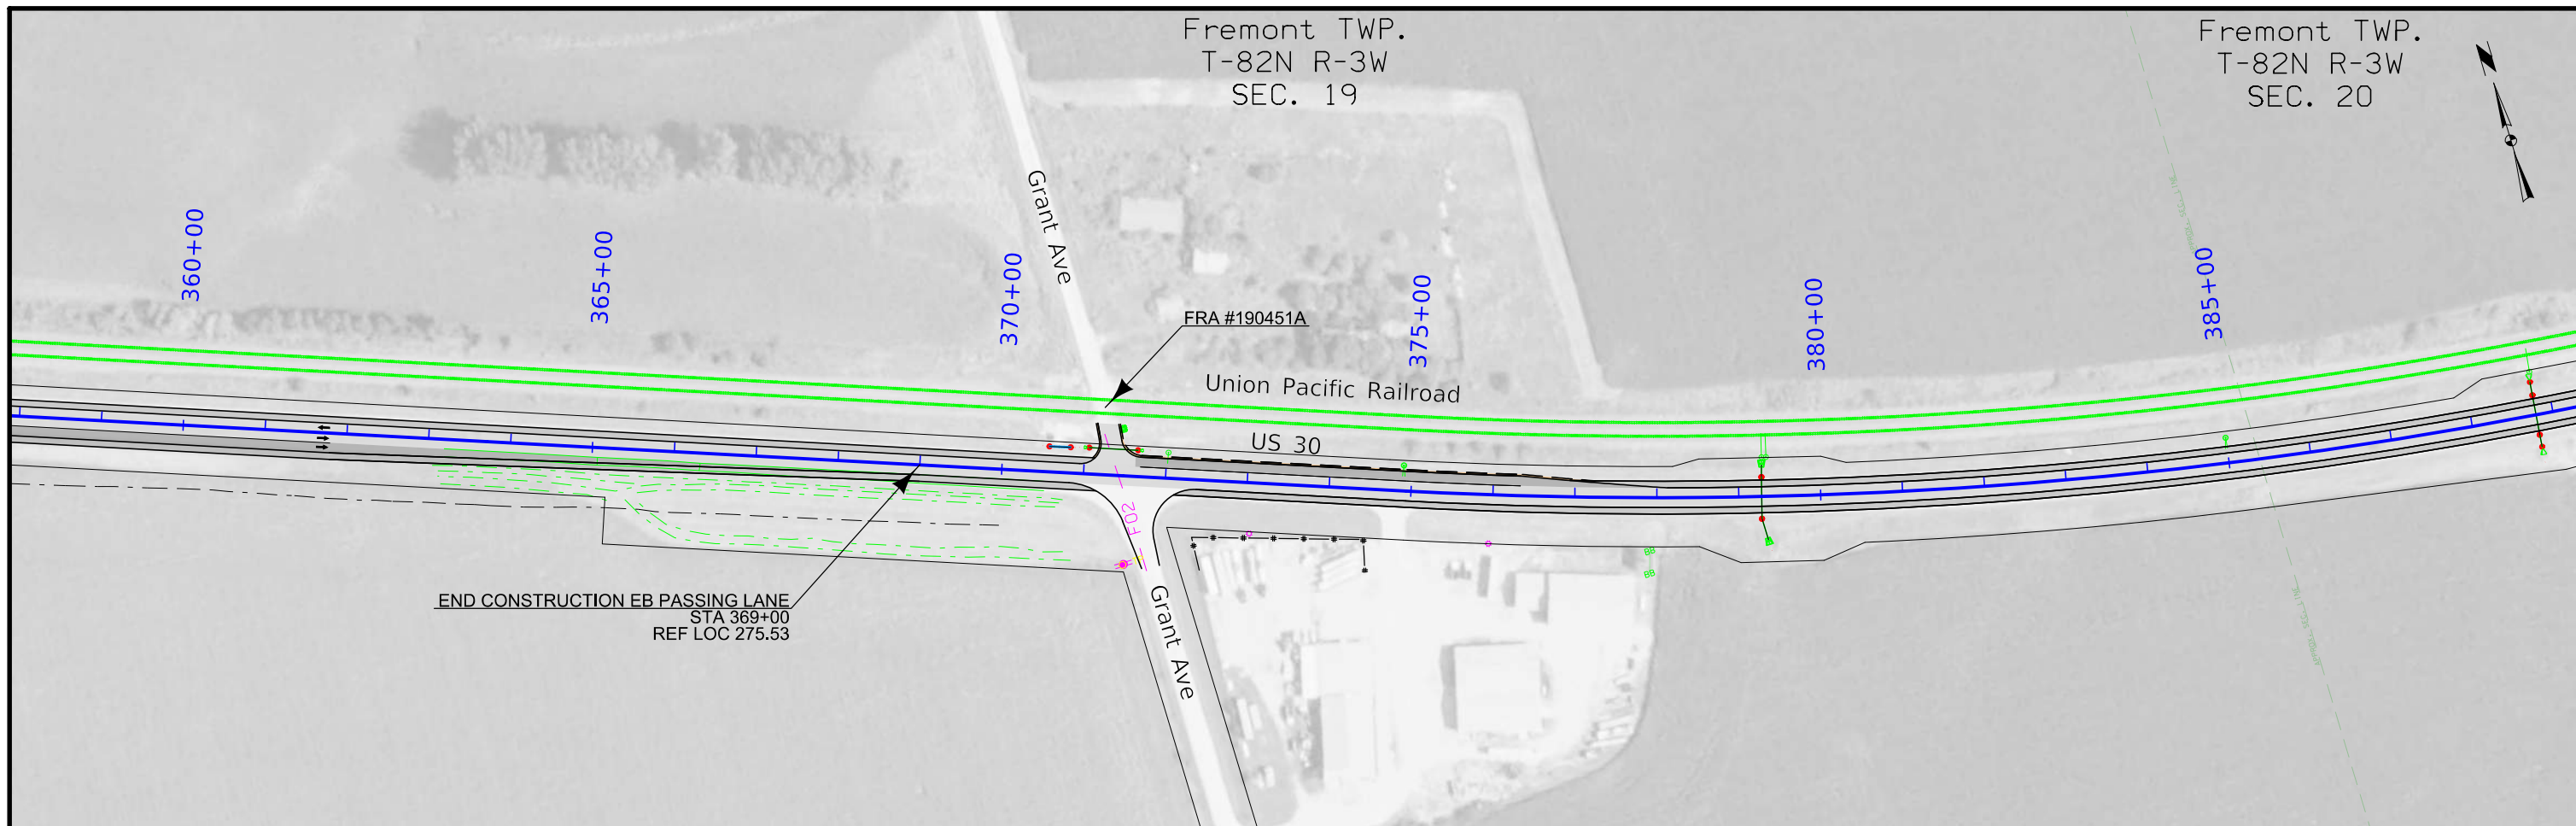 Fremont TWP.
T-82N R-3W
SEC. 19
Fremont TWP.
T-82N R-3W
SEC. 20
360+00
365+00
370+00
375+00
380+00
385+00
Grant Ave
FRA #190451A
Union Pacific Railroad
US 30
F02
BB
BB
END CONSTRUCTION EB PASSING LANE
STA 369+00
REF LOC 275.53
Grant Ave